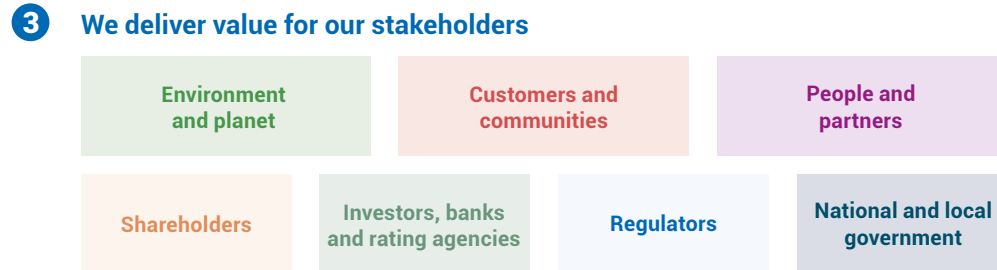 3 We deliver value for our stakeholders
Environment
and planet
Customers and
communities
People and
partners
Shareholders
Investors, banks
and rating agencies
Regulators
National and local
government